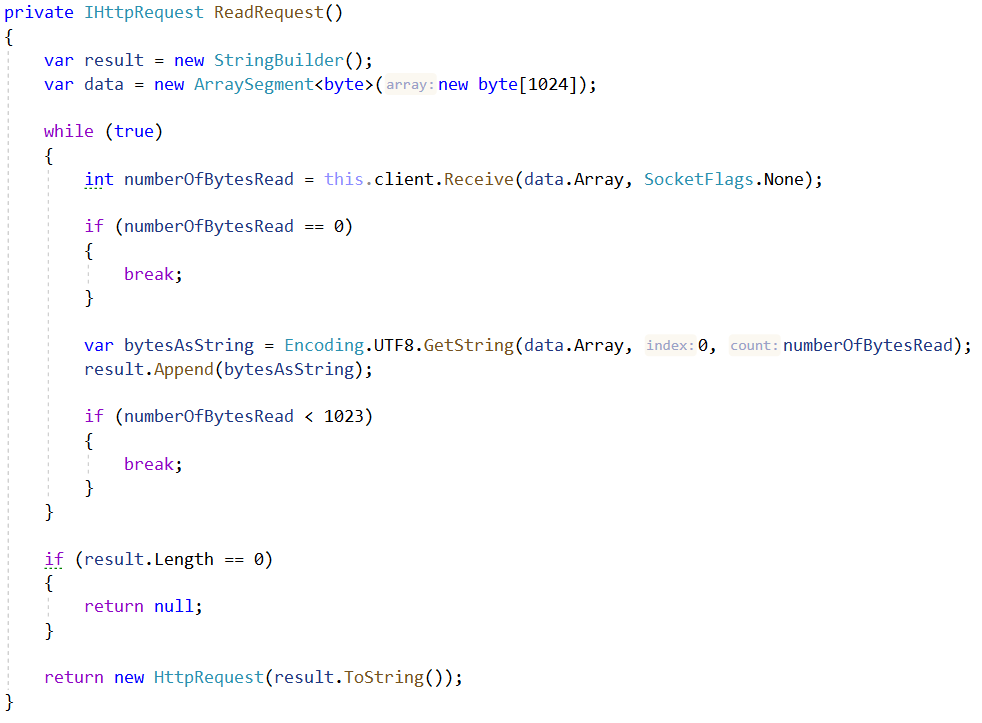 private IHttpRequest ReadRequest()
{
    var result = new StringBuilder();
    var data = new ArraySegment<byte>(array: new byte[1024]);

    while (true)
    {
        int numberOfBytesRead = this.client.Receive(data.Array, SocketFlags.None);

        if (numberOfBytesRead == 0)
        {
            break;
        }

        var bytesAsString = Encoding.UTF8.GetString(data.Array, index: 0, count: numberOfBytesRead);
        result.Append(bytesAsString);

        if (numberOfBytesRead < 1023)
        {
            break;
        }
    }

    if (result.Length == 0)
    {
        return null;
    }

    return new HttpRequest(result.ToString());
}